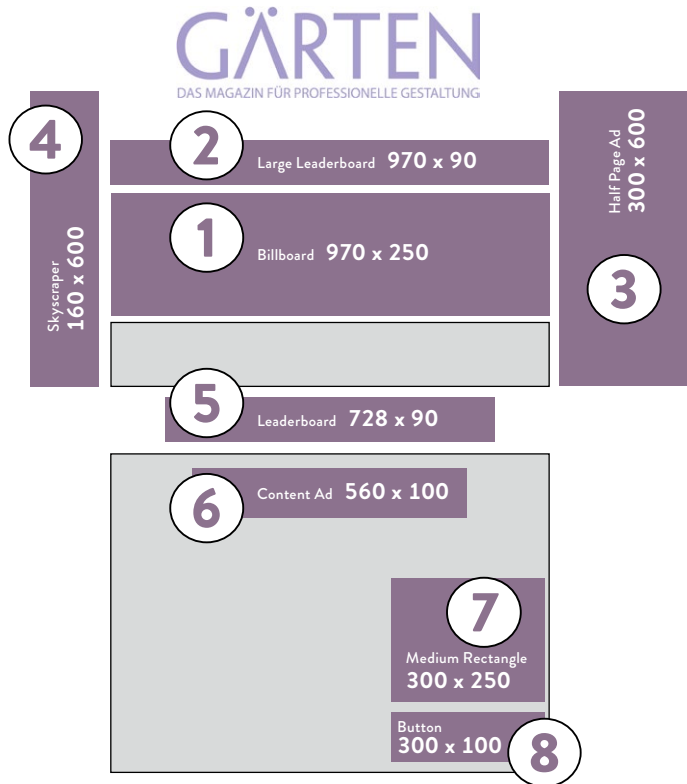 GÄRTEN
DAS MAGAZIN FÜR PROFESSIONELLE GESTALTUNG
4
Skyscraper
160 x 600
2
Large Leaderboard 970 x 90
1
Billboard 970 x 250
Half Page Ad
300 x 600
3
5
Leaderboard 728 x 90
6
Content Ad 560 x 100
7
Medium Rectangle
300 x 250
Button
300 x 100
8